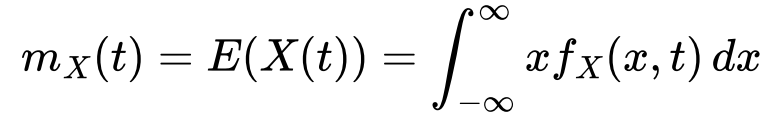 m_X(t) = E(X(t)) = ∫_{-∞}^{∞} x f_X(x, t) dx